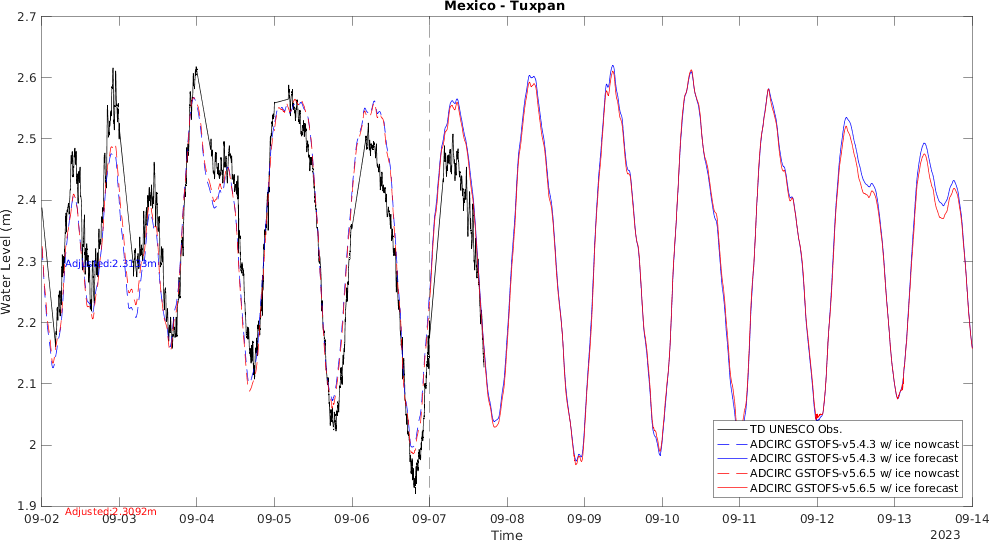 Mexico - Tuxpan
Water Level (m)
2.7
2.6
2.5
2.4
2.3
2.2
2.1
2
1.9
Adjusted:2.3193m
Adjusted:2.3092m
TD UNESCO Obs.
ADCIRC GSTOFS-v5.4.3 w/ ice nowcast
ADCIRC GSTOFS-v5.4.3 w/ ice forecast
ADCIRC GSTOFS-v5.6.5 w/ ice nowcast
ADCIRC GSTOFS-v5.6.5 w/ ice forecast
09-02 09-03 09-04 09-05 09-06 09-07 09-08 09-09 09-10 09-11 09-12 09-13 09-14
Time
2023